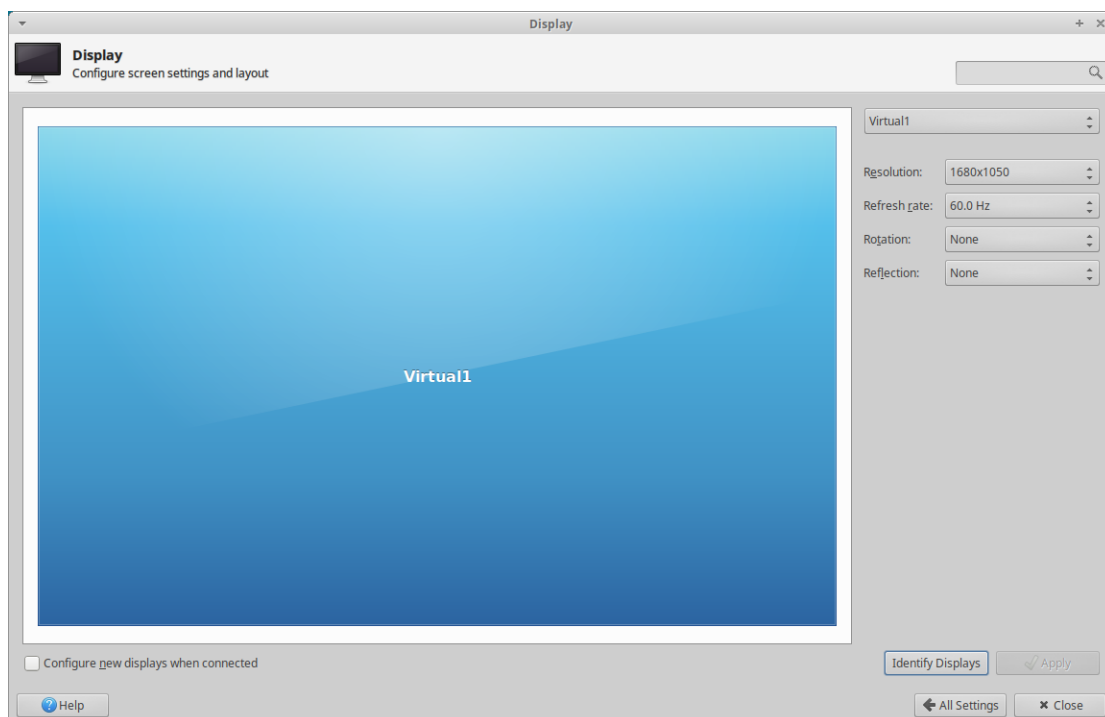 Display
Display
Configure screen settings and layout
Virtual1
Resolution: 1680x1050
Refresh rate: 60.0 Hz
Rotation: None
Reflection: None
Virtual1
Configure new displays when connected
Identify Displays
Apply
Help
All Settings
Close